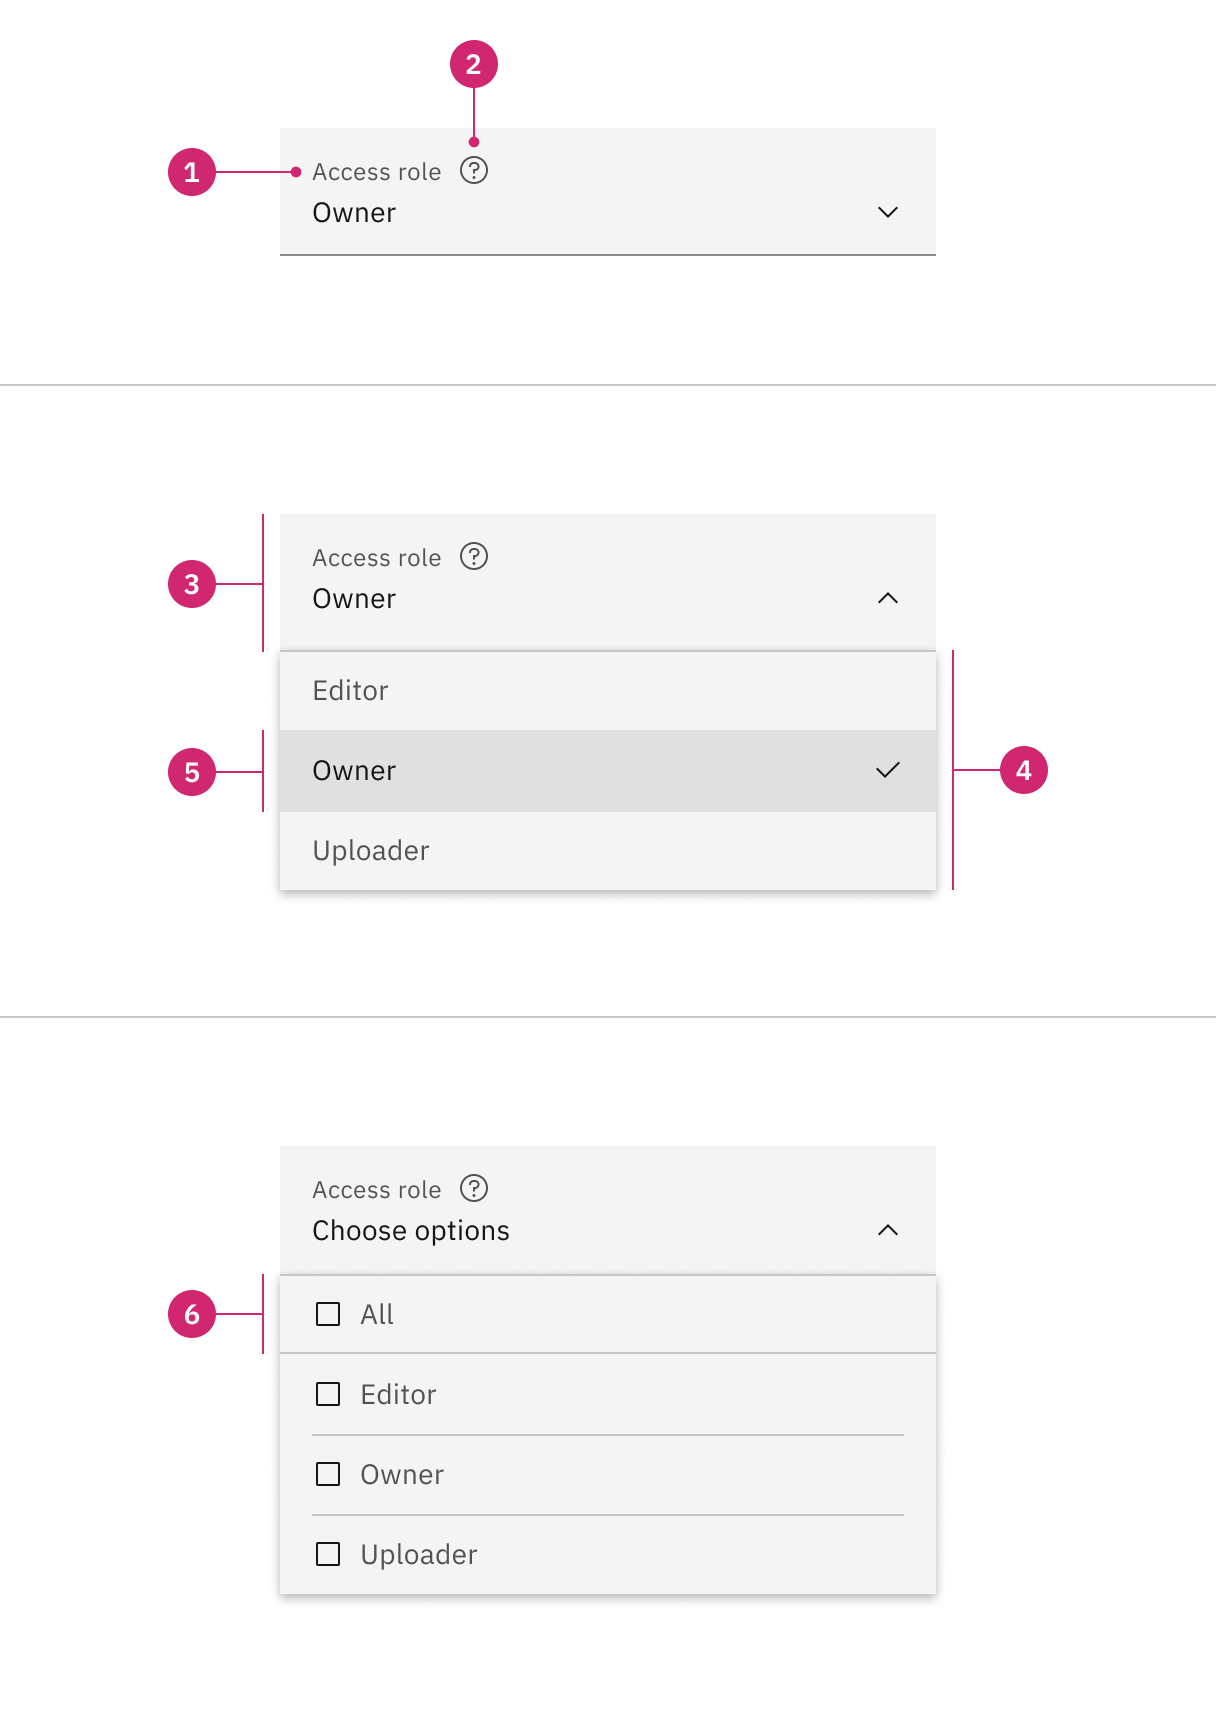 2
1
Access role ?
Owner
3
Access role ?
Owner
Editor
5
Owner
4
Uploader
Access role ?
Choose options
6
All
Editor
Owner
Uploader